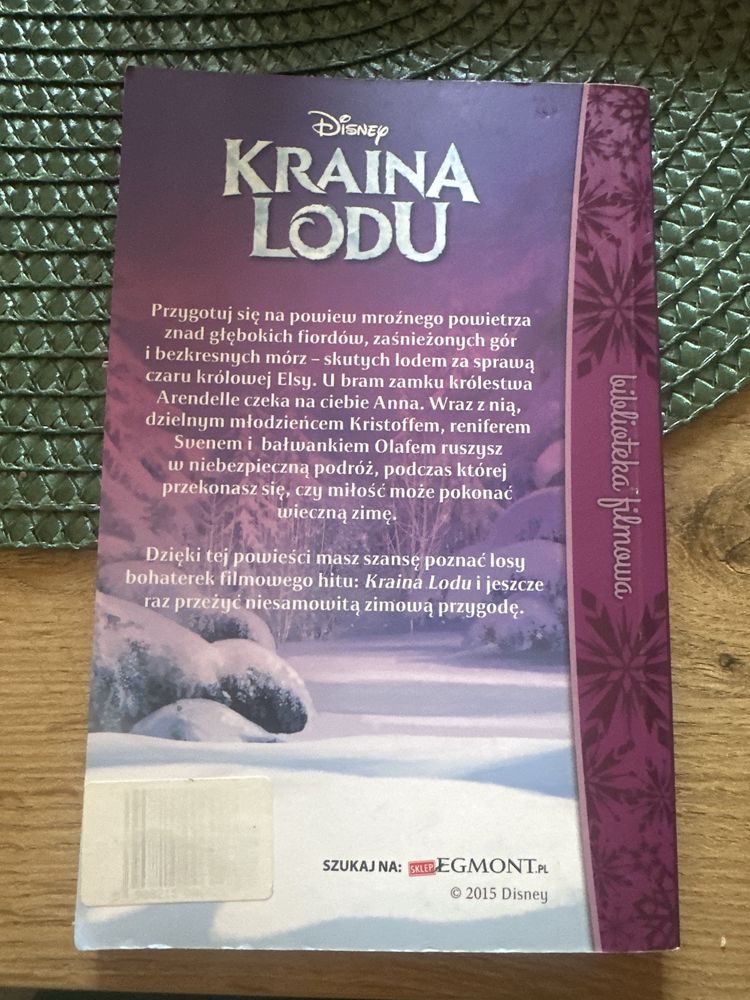 Disney
KRAINA
LODU
Przygotuj się na powiew mroźnego powietrza
znad głębokich fiordów, zaśnieżonych gór
i bezkresnych mórz – skutych lodem za sprawą
czaru królowej Elsy. U bram zamku królestwa
Arendelle czeka na ciebie Anna. Wraz z nią,
dzielnym młodzieńcem Kristoffem, reniferem
Svenem i bałwankiem Olafem ruszysz
w niebezpieczną podróż, podczas której
przekonasz się, czy miłość może pokonać
wieczną zimę.
Dzięki tej powieści masz szansę poznać losy
bohaterek filmowego hitu: Kraina Lodu i jeszcze
raz przeżyć niesamowitą zimową przygodę.
biblioteka filmowa
SZUKAJ NA: SKLEP EGMONT.PL
© 2015 Disney